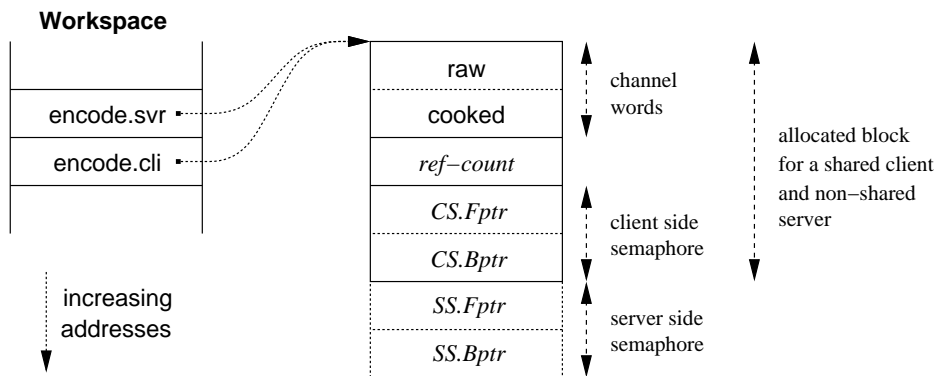 Workspace
encode.svr
encode.cli
increasing
addresses
raw
cooked
ref−count
CS.Fptr
CS.Bptr
SS.Fptr
SS.Bptr
channel
words
client side
semaphore
server side
semaphore
allocated block
for a shared client
and non−shared
server